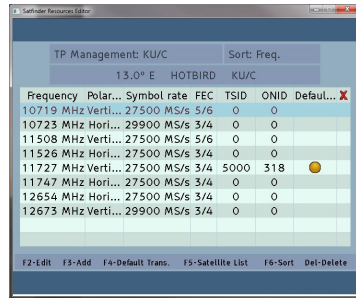 Satfinder Resources Editor
TP Management: KU/C Sort: Freq.
13.0° E HOTBIRD KU/C
Frequency Polar... Symbol rate FEC TSID ONID Defaul... X
10719 MHz Verti... 27500 MS/s 5/6 0 0
10723 MHz Hori... 29900 MS/s 3/4 0 0
11508 MHz Verti... 27500 MS/s 5/6 0 0
11526 MHz Hori... 27500 MS/s 3/4 0 0
11727 MHz Verti... 27500 MS/s 3/4 5000 318
11747 MHz Hori... 27500 MS/s 3/4 0 0
12654 MHz Hori... 27500 MS/s 3/4 0 0
12673 MHz Verti... 29900 MS/s 3/4 0 0
F2-Edit F3-Add F4-Default Trans. F5-Satellite List F6-Sort Del-Delete